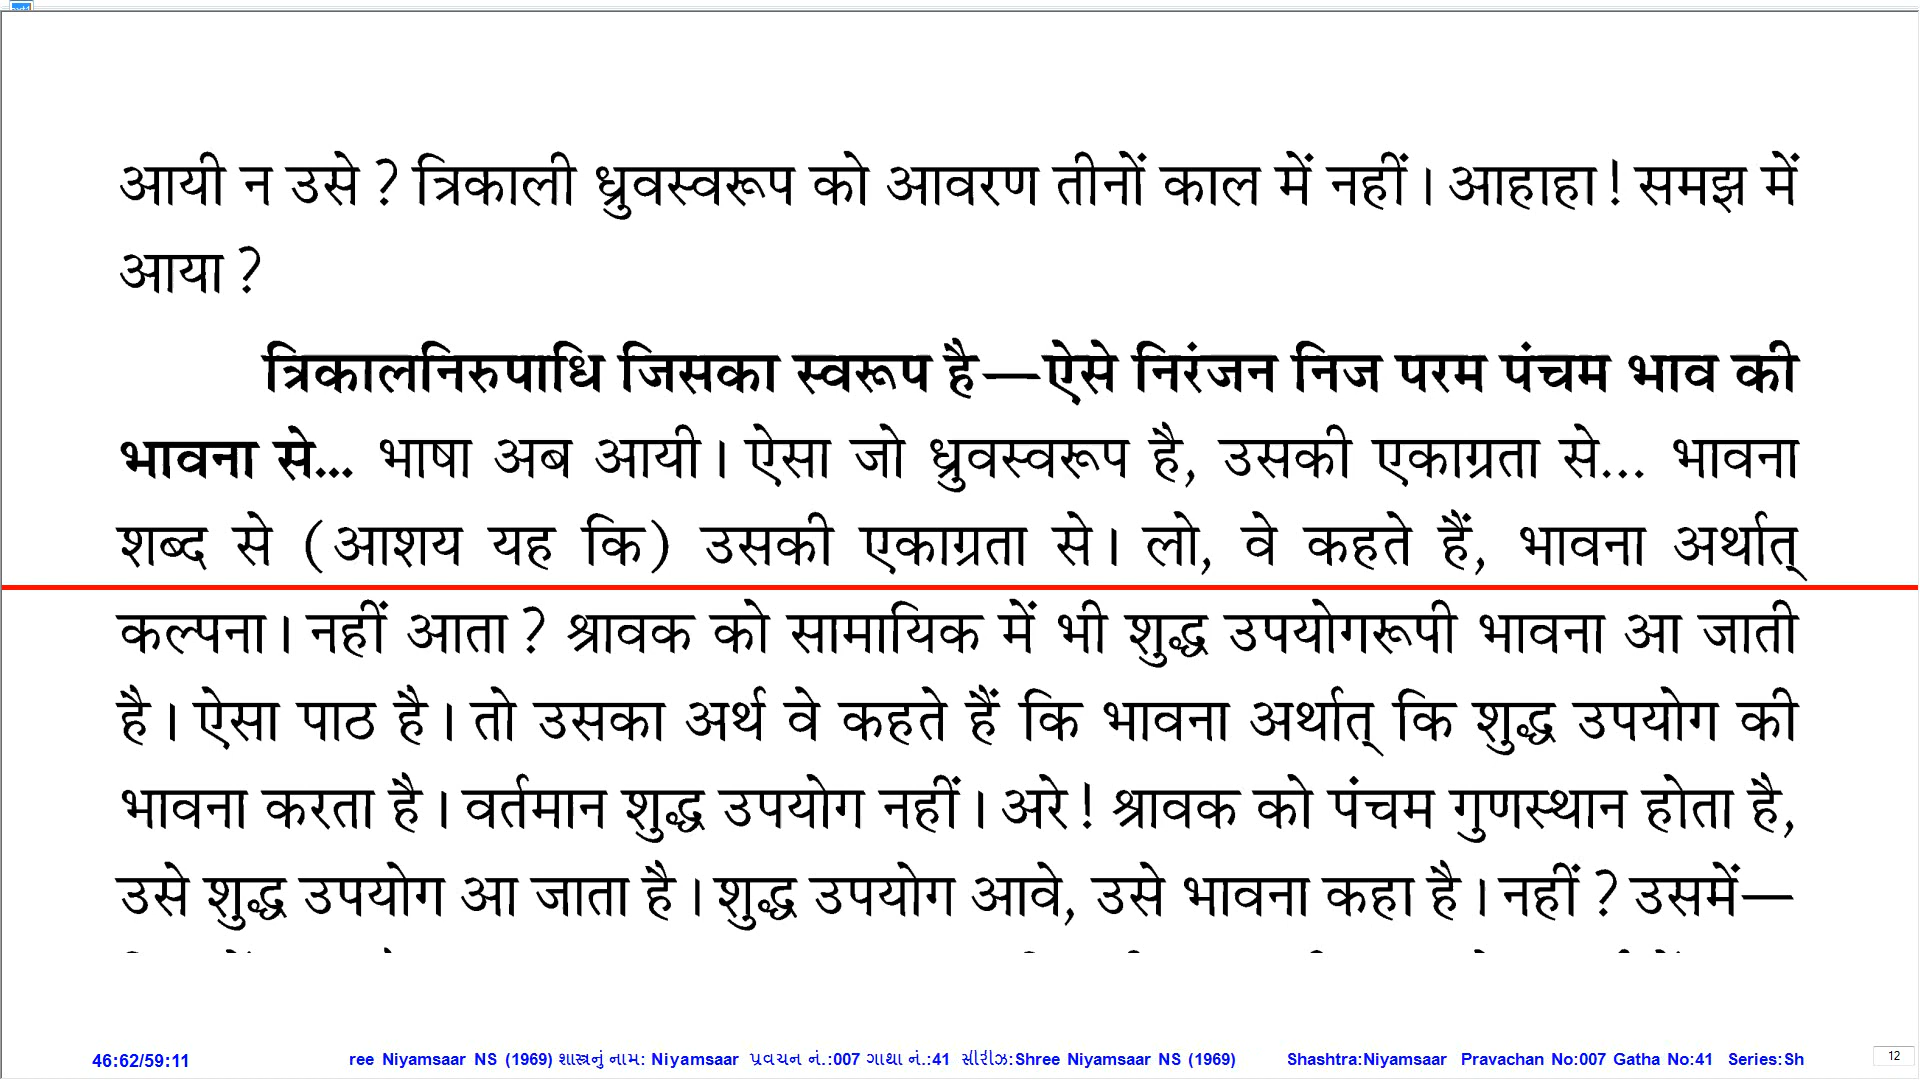 आयी न उसे ? त्रिकाली ध्रुवस्वरूप को आवरण तीनों काल में नहीं । आहाहा ! समझ में
आया ?
त्रिकालनिरुपाधि जिसका स्वरूप है—ऐसे निरंजन निज परम पंचम भाव की
भावना से... भाषा अब आयी । ऐसा जो ध्रुवस्वरूप है, उसकी एकाग्रता से... भावना
शब्द से (आशय यह कि) उसकी एकाग्रता से । लो, वे कहते हैं, भावना अर्थात्
कल्पना । नहीं आता ? श्रावक को सामायिक में भी शुद्ध उपयोगरूपी भावना आ जाती
है । ऐसा पाठ है । तो उसका अर्थ वे कहते हैं कि भावना अर्थात् कि शुद्ध उपयोग की
भावना करता है । वर्तमान शुद्ध उपयोग नहीं । अरे ! श्रावक को पंचम गुणस्थान होता है,
उसे शुद्ध उपयोग आ जाता है । शुद्ध उपयोग आवे, उसे भावना कहा है । नहीं ? उसमें—
46:62/59:11 ree Niyamsaar NS (1969) શાસ્ત્રનું નામ: Niyamsaar પ્રવચન નં.:007 ગાથા નં.:41 સીરીઝ:Shree Niyamsaar NS (1969) Shashtra:Niyamsaar Pravachan No:007 Gatha No:41 Series:Sh 12